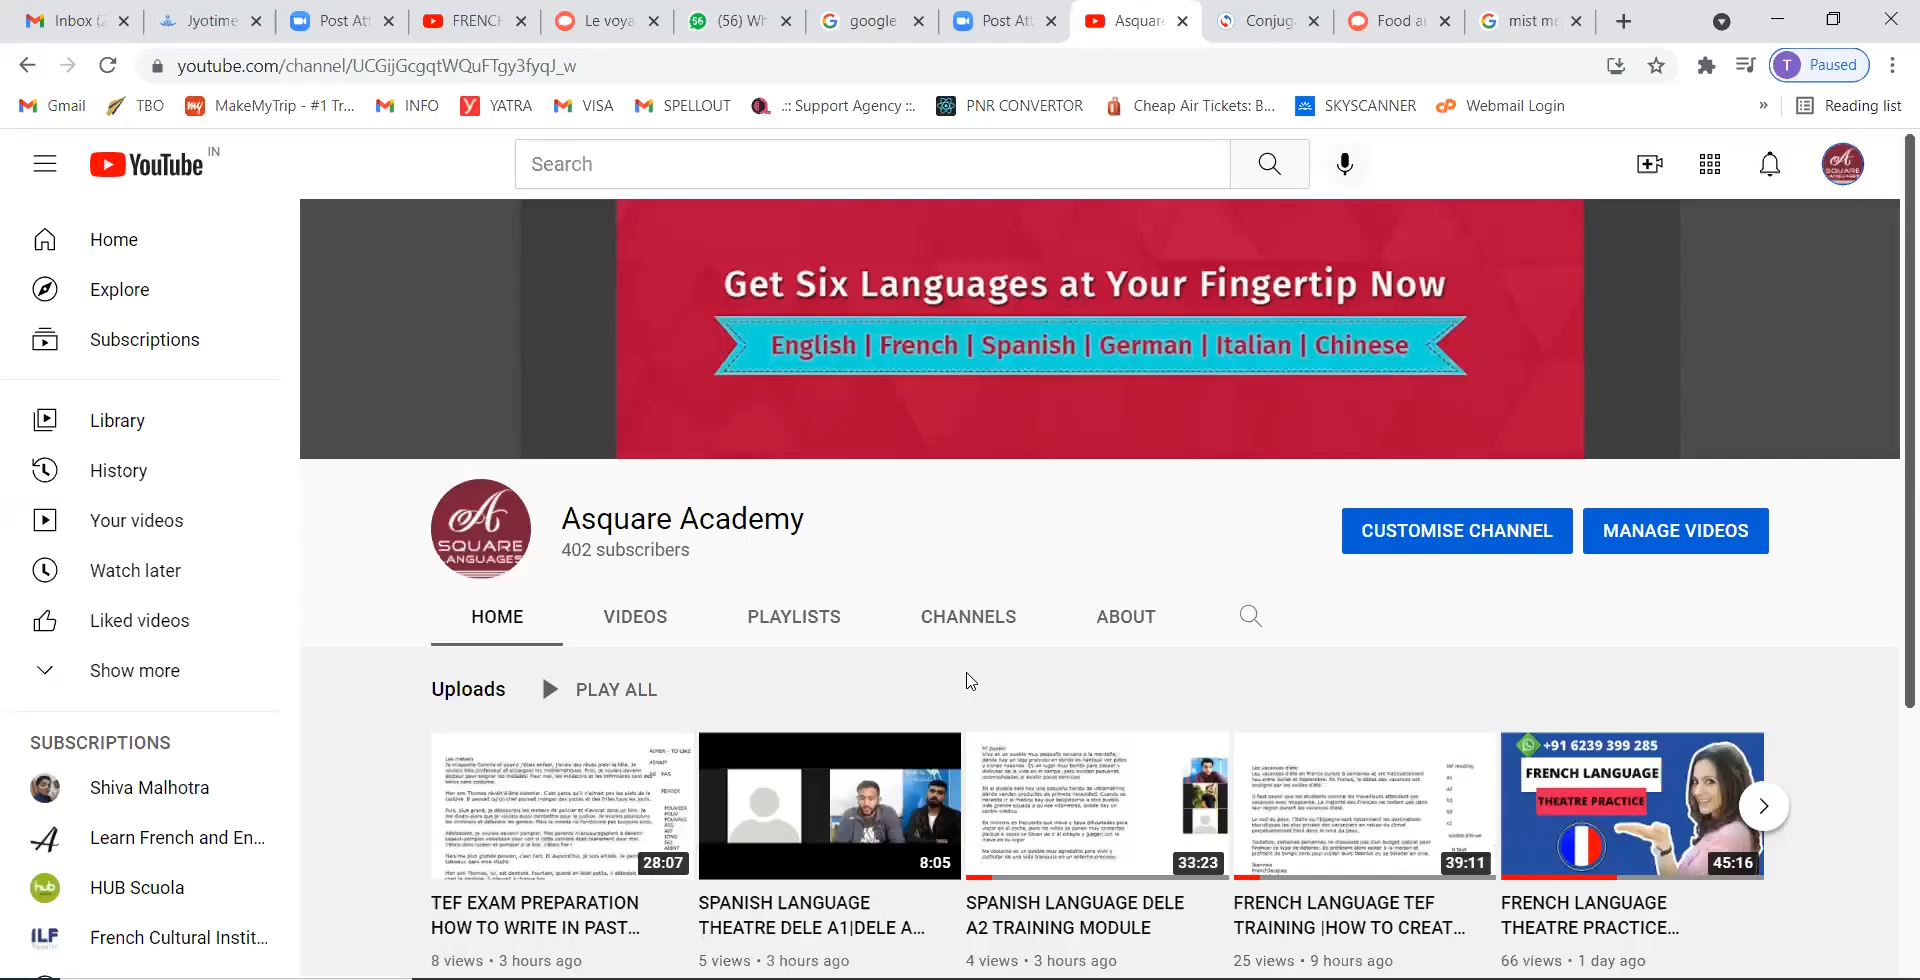 Inbox (2
Jyotime
Post Att
FRENCH
Le voya
(56) Wh
google
Post Att
Asquare
Conjug
Food a
mist me
youtube.com/channel/UCGijGcgqtWQuFTgy3fyqJ_w
T Paused
Gmail
TBO
MakeMyTrip - #1 Tr...
INFO
YATRA
VISA
SPELLOUT
.:: Support Agency ::.
PNR CONVERTOR
Cheap Air Tickets: B...
SKYSCANNER
Webmail Login
»
Reading list
YouTube IN
Search
Home
Explore
Subscriptions
Library
History
Your videos
Watch later
Liked videos
Show more
SUBSCRIPTIONS
Shiva Malhotra
Learn French and En...
HUB Scuola
French Cultural Instit...
Get Six Languages at Your Fingertip Now
English | French | Spanish | German | Italian | Chinese
A
SQUARE
LANGUAGES
Asquare Academy
402 subscribers
CUSTOMISE CHANNEL
MANAGE VIDEOS
HOME
VIDEOS
PLAYLISTS
CHANNELS
ABOUT
Uploads
PLAY ALL
28:07
8:05
33:23
39:11
+91 6239 399 285
FRENCH LANGUAGE
THEATRE PRACTICE
45:16
TEF EXAM PREPARATION
HOW TO WRITE IN PAST...
8 views • 3 hours ago
SPANISH LANGUAGE
THEATRE DELE A1|DELE A...
5 views • 3 hours ago
SPANISH LANGUAGE DELE
A2 TRAINING MODULE
4 views • 3 hours ago
FRENCH LANGUAGE TEF
TRAINING |HOW TO CREAT...
25 views • 9 hours ago
FRENCH LANGUAGE
THEATRE PRACTICE...
66 views • 1 day ago